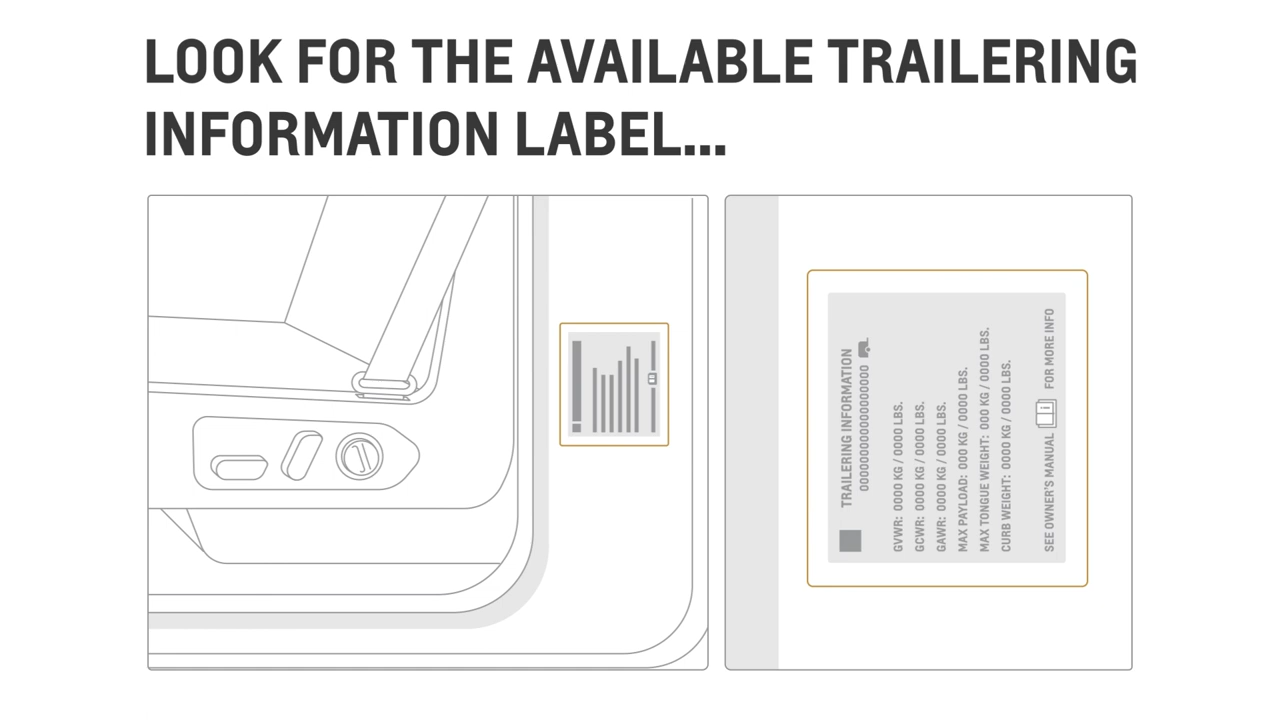 LOOK FOR THE AVAILABLE TRAILERING
INFORMATION LABEL...
TRAILERING INFORMATION
00000000000000000
GVWR: 0000 KG / 0000 LBS.
GCWR: 0000 KG / 0000 LBS.
GAWR: 0000 KG / 0000 LBS.
MAX PAYLOAD: 000 KG / 0000 LBS.
MAX TONGUE WEIGHT: 000 KG / 0000 LBS.
CURB WEIGHT: 0000 KG / 0000 LBS.
SEE OWNER'S MANUAL i FOR MORE INFO